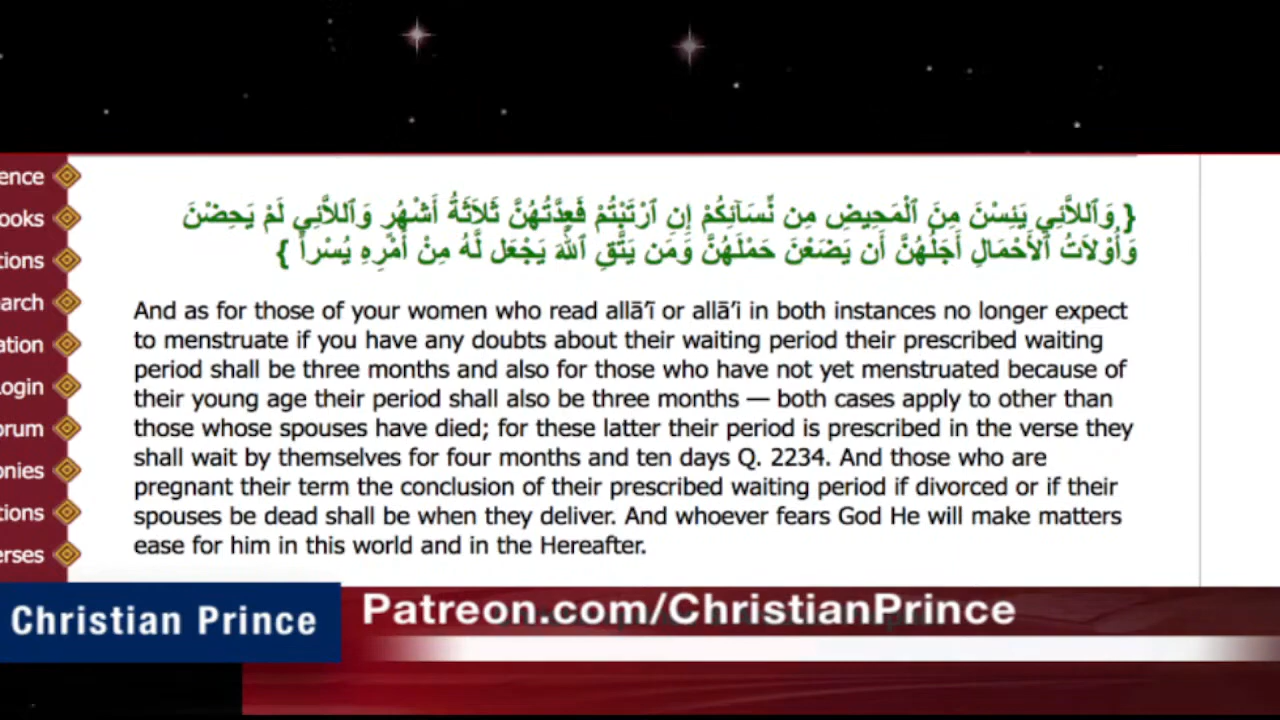 ence
ooks
tions
arch
ation
ogin
orum
onies
tions
erses
{ وَٱللاَّئِي يَئِسْنَ مِنَ ٱلْمَحِيضِ مِن نِّسَآئِكُمْ إِنِ ٱرْتَبْتُمْ فَعِدَّتُهُنَّ ثَلاَثَةُ أَشْهُرٍ وَٱللاَّئِي لَمْ يَحِضْنَ
وَأُوْلاَتُ ٱلأَحْمَالِ أَجَلُهُنَّ أَن يَضَعْنَ حَمْلَهُنَّ وَمَن يَتَّقِ ٱللَّهَ يَجْعَل لَّهُ مِنْ أَمْرِهِ يُسْراً }
And as for those of your women who read allā’ī or allā’i in both instances no longer expect
to menstruate if you have any doubts about their waiting period their prescribed waiting
period shall be three months and also for those who have not yet menstruated because of
their young age their period shall also be three months — both cases apply to other than
those whose spouses have died; for these latter their period is prescribed in the verse they
shall wait by themselves for four months and ten days Q. 2234. And those who are
pregnant their term the conclusion of their prescribed waiting period if divorced or if their
spouses be dead shall be when they deliver. And whoever fears God He will make matters
ease for him in this world and in the Hereafter.
Christian Prince
Patreon.com/ChristianPrince